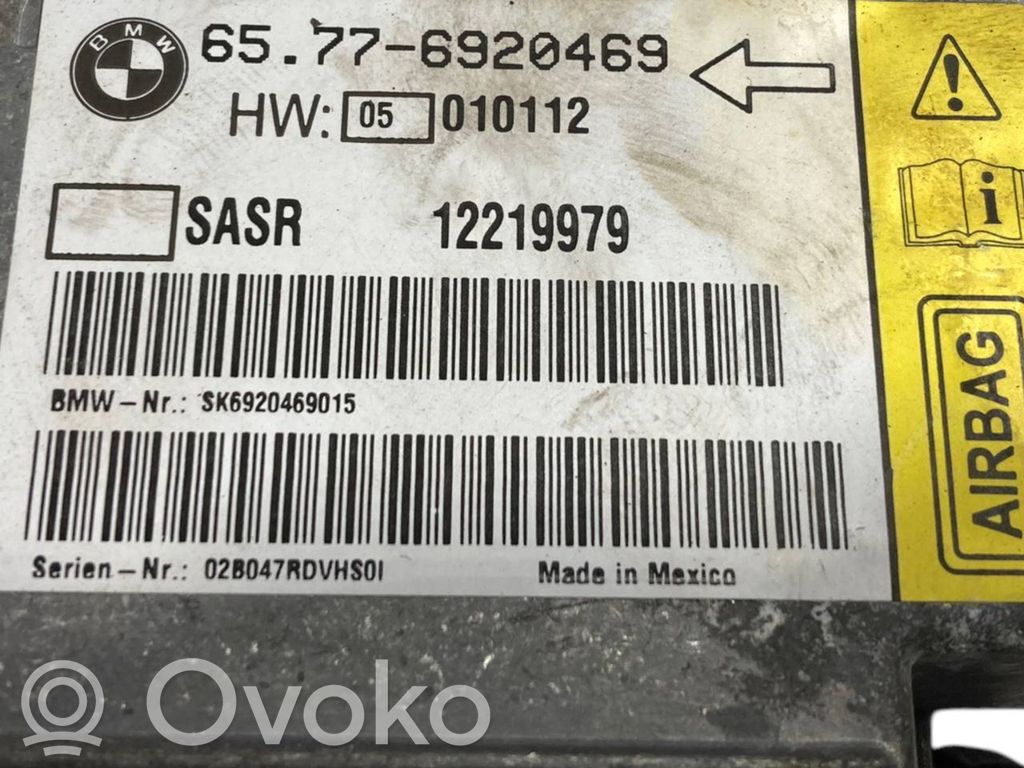 BMW
65.77-6920469
HW: 05 010112
SASR 12219979
BMW-Nr.: SK6920469015
Serien-Nr.: 02B047RDVHS0I
Made in Mexico
!
i
AIRBAG
Ovoko